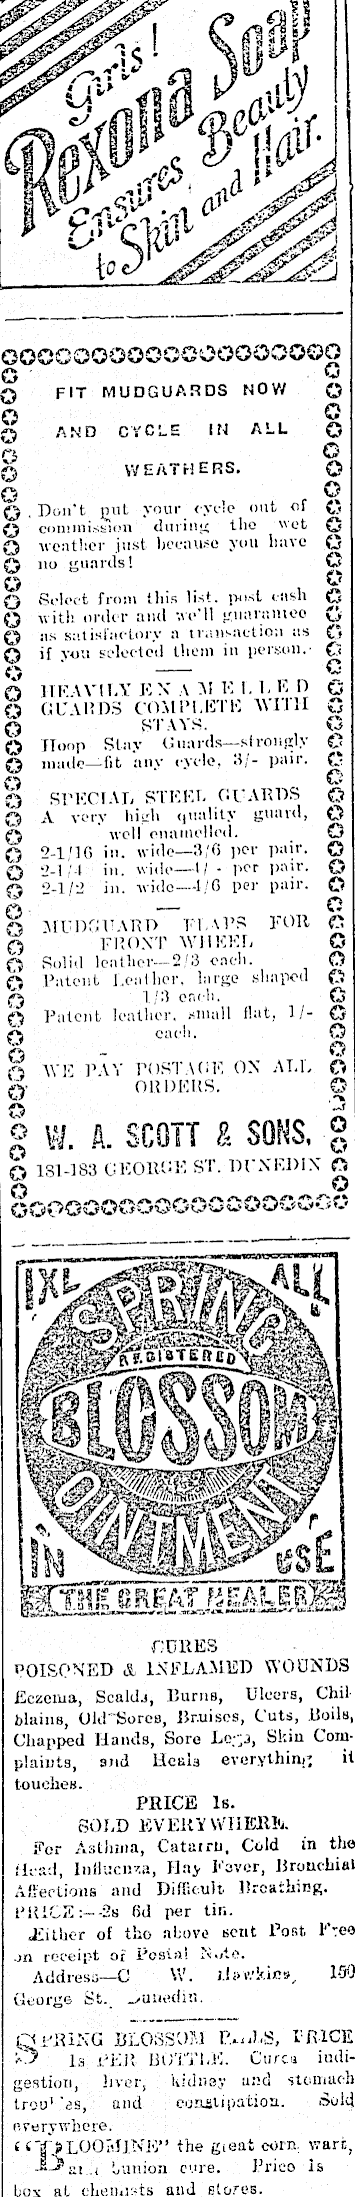 Girls!
Rexona Soap
Ensures Beauty
to Skin and Hair.
FIT MUDGUARDS NOW
AND CYCLE IN ALL
WEATHERS.
Don't put your cycle out of
commission during the wet
weather just because you have
no guards!
Select from this list, post cash
with order and we'll guarantee
as satisfactory a transaction as
if you selected them in person.
HEAVILY ENAMELLED
GUARDS COMPLETE WITH
STAYS.
Hoop Stay Guards—strongly
made—fit any cycle, 3/- pair.
SPECIAL STEEL GUARDS
A very high quality guard,
well enamelled.
2-1/16 in. wide—3/6 per pair.
2-1/4 in. wide—4/- per pair.
2-1/2 in. wide—4/6 per pair.
MUDGUARD FLAPS FOR
FRONT WHEEL
Solid leather—2/3 each.
Patent Leather, large shaped
1/3 each.
Patent leather, small flat, 1/-
each.
WE PAY POSTAGE ON ALL
ORDERS.
W. A. SCOTT & SONS,
181-183 GEORGE ST. DUNEDIN
IXL ALL
SPRING
REGISTERED
BLOSSOM
OINTMENT
IN USE
THE GREAT HEALER
CURES
POISONED & INFLAMED WOUNDS
Eczema, Scalds, Burns, Ulcers, Chil-
blains, Old Sores, Bruises, Cuts, Boils,
Chapped Hands, Sore Legs, Skin Com-
plaints, and Heals everything it
touches.
PRICE 1s.
SOLD EVERYWHERE.
For Asthma, Catarrh, Cold in the
Head, Influenza, Hay Fever, Bronchial
Affections and Difficult Breathing.
PRICE:—2s 6d per tin.
Either of the above sent Post Free
on receipt of Postal Note.
Address—C W. Hawkins, 150
George St., Dunedin.
SPRING BLOSSOM PILLS, PRICE
1s PER BOTTLE. Cures indi-
gestion, liver, kidney and stomach
troubles, and constipation. Sold
everywhere.
"BLOOMINE" the great corn, wart,
and bunion cure. Price 1s
box at chemists and stores.